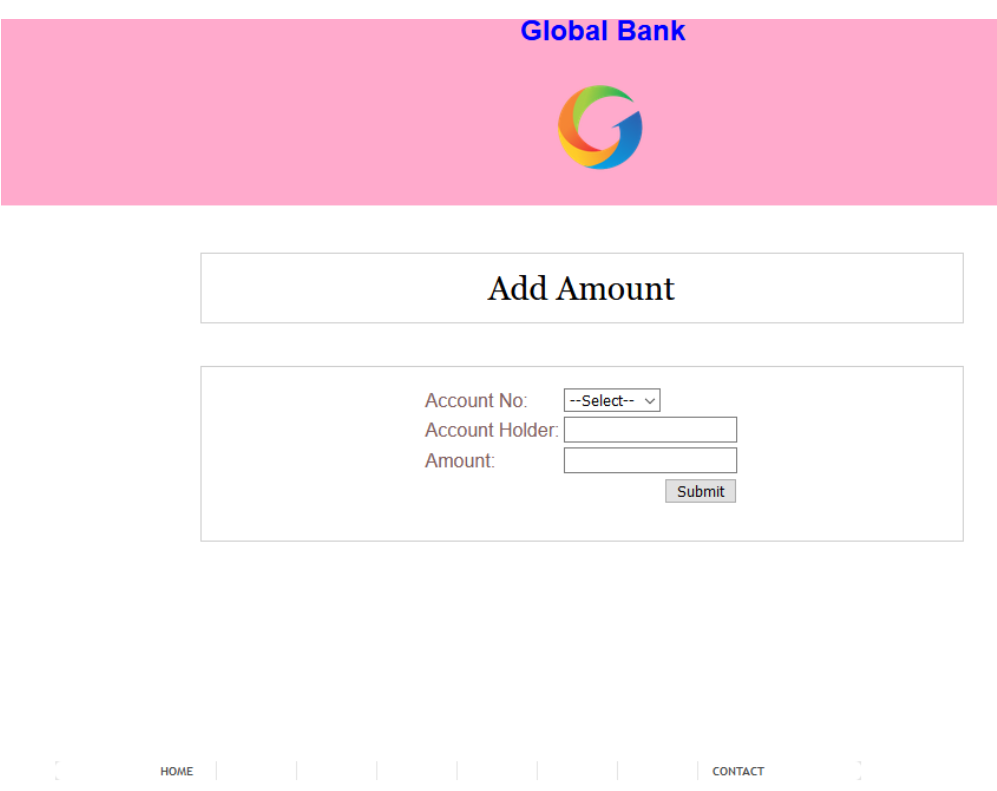 Global Bank
Add Amount
Account No: --Select--
Account Holder:
Amount:
Submit
HOME CONTACT